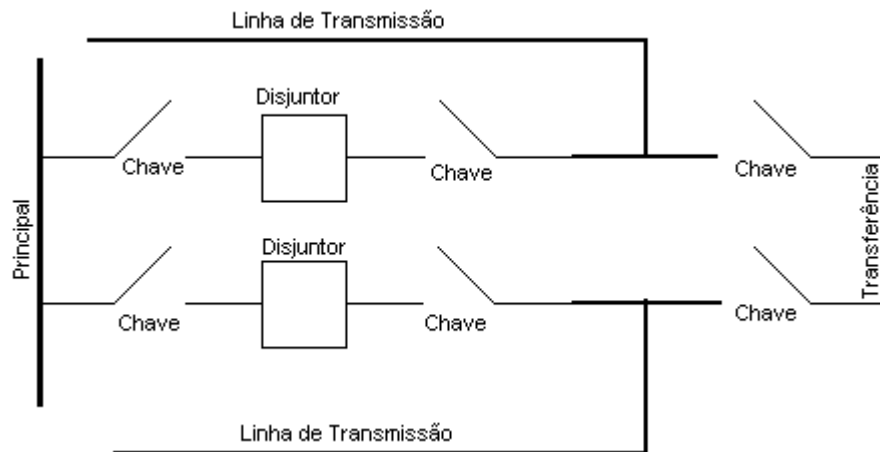 Linha de Transmissão
Disjuntor
Chave
Chave
Chave
Principal
Transferência
Disjuntor
Chave
Chave
Chave
Linha de Transmissão